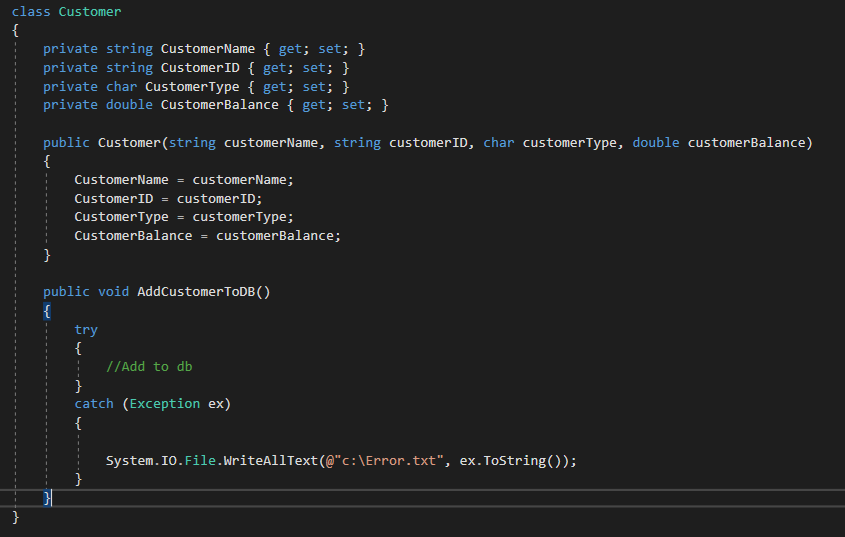 class Customer
{
    private string CustomerName { get; set; }
    private string CustomerID { get; set; }
    private char CustomerType { get; set; }
    private double CustomerBalance { get; set; }

    public Customer(string customerName, string customerID, char customerType, double customerBalance)
    {
        CustomerName = customerName;
        CustomerID = customerID;
        CustomerType = customerType;
        CustomerBalance = customerBalance;
    }

    public void AddCustomerToDB()
    {
        try
        {
            //Add to db
        }
        catch (Exception ex)
        {

            System.IO.File.WriteAllText(@"c:\Error.txt", ex.ToString());
        }
    }
}